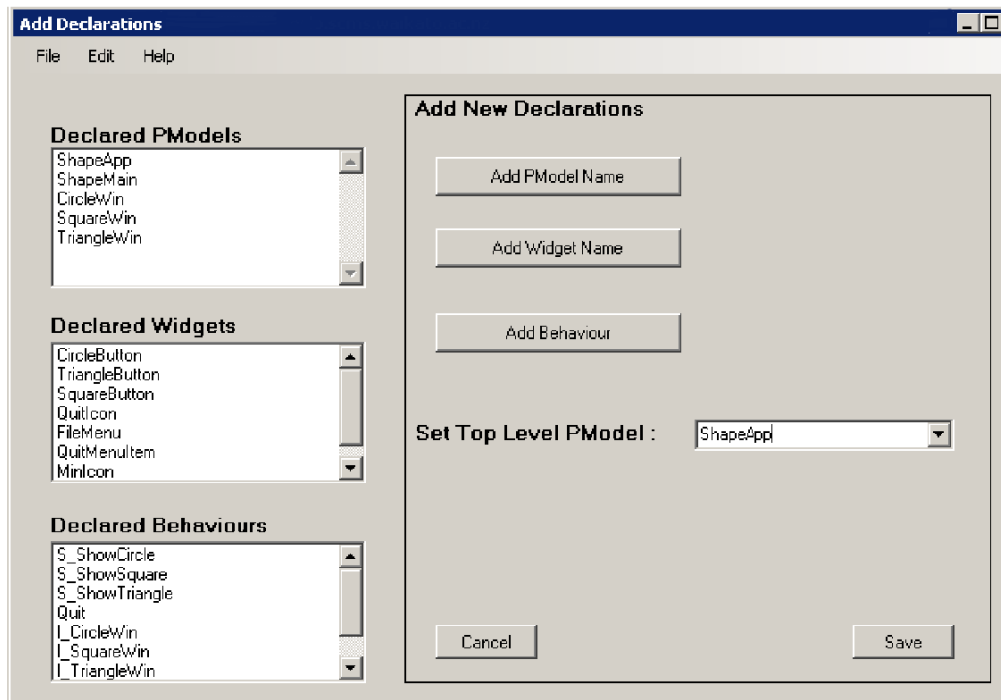 Add Declarations
File Edit Help
Declared PModels
ShapeApp
ShapeMain
CircleWin
SquareWin
TriangleWin
Declared Widgets
CircleButton
TriangleButton
SquareButton
QuitIcon
FileMenu
QuitMenuItem
MinIcon
Declared Behaviours
S_ShowCircle
S_ShowSquare
S_ShowTriangle
Quit
I_CircleWin
I_SquareWin
I_TriangleWin
Add New Declarations
Add PModel Name
Add Widget Name
Add Behaviour
Set Top Level PModel : ShapeApp
Cancel Save